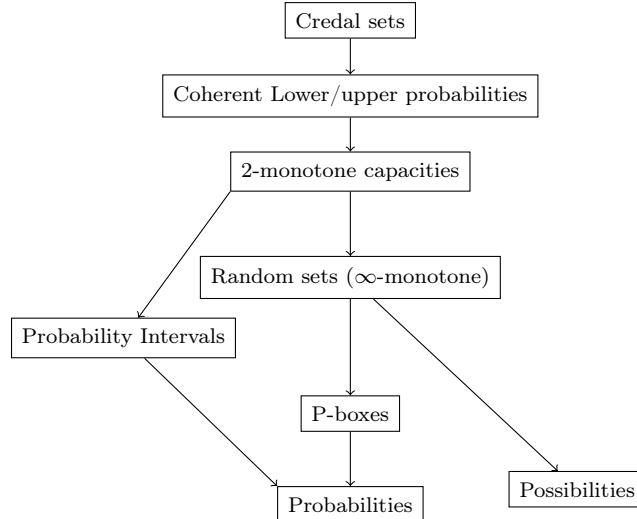 Credal sets
Coherent Lower/upper probabilities
2-monotone capacities
Random sets (∞-monotone)
Probability Intervals
P-boxes
Possibilities
Probabilities